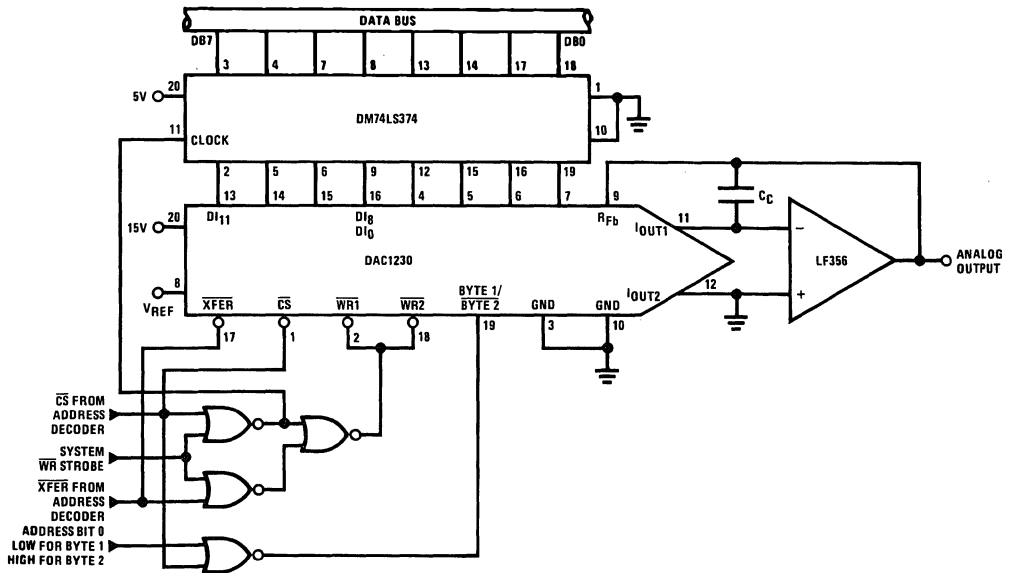 DATA BUS
DB7 DB0
3 4 7 8 13 14 17 18
5V 20 1
DM74LS374
11 CLOCK 10
2 5 6 9 12 15 16 19
13 14 15 16 4 5 6 7 9
15V 20 DI11 DI8 RFb IOUT1 11 CC
DI0
DAC1230 LF356 ANALOG
OUTPUT
8 IOUT2 12
VREF XFER CS WR1 WR2 BYTE 1/
BYTE 2 GND GND
17 1 2 18 19 3 10
− +
CS FROM
ADDRESS
DECODER
SYSTEM
WR STROBE
XFER FROM
ADDRESS
DECODER
ADDRESS BIT 0
LOW FOR BYTE 1
HIGH FOR BYTE 2